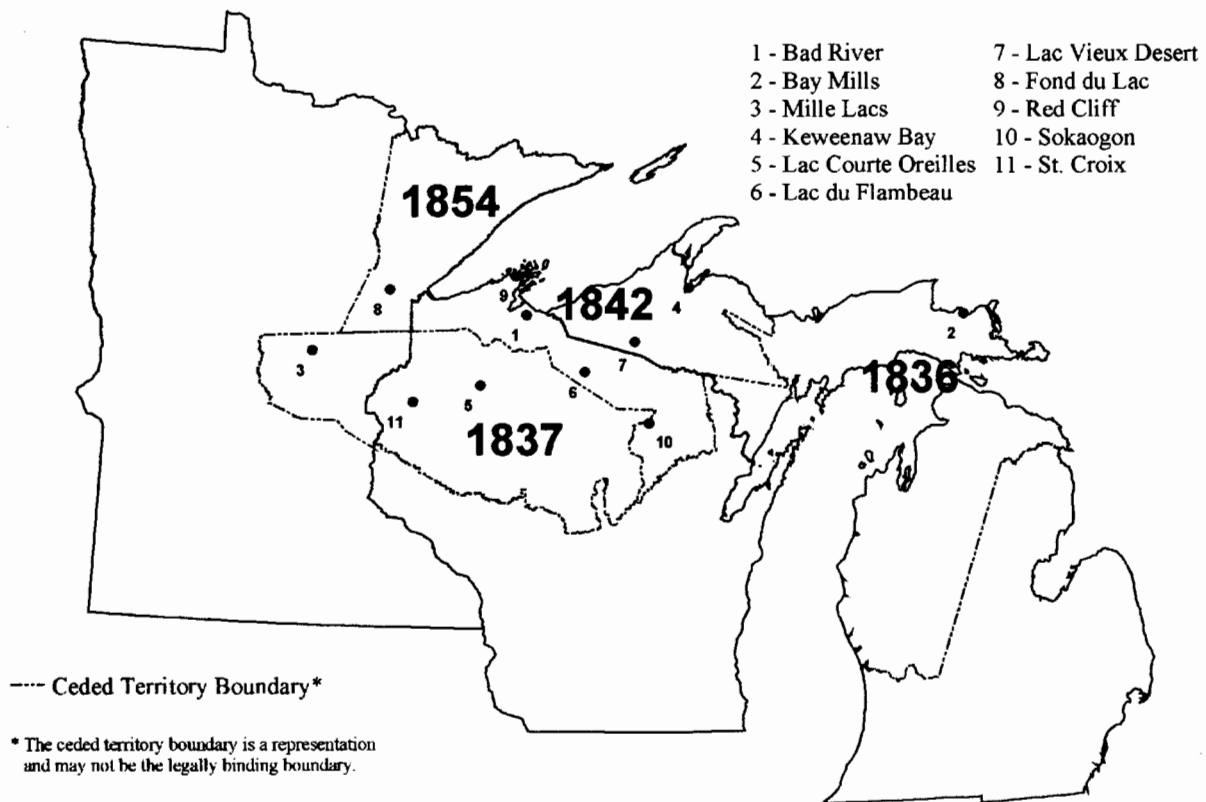 1 - Bad River
2 - Bay Mills
3 - Mille Lacs
4 - Keweenaw Bay
5 - Lac Courte Oreilles
6 - Lac du Flambeau
7 - Lac Vieux Desert
8 - Fond du Lac
9 - Red Cliff
10 - Sokaogon
11 - St. Croix
1854
8
9
1842
4
1
7
2
3
1836
6
5
11
1837
10
Ceded Territory Boundary*
* The ceded territory boundary is a representation
and may not be the legally binding boundary.